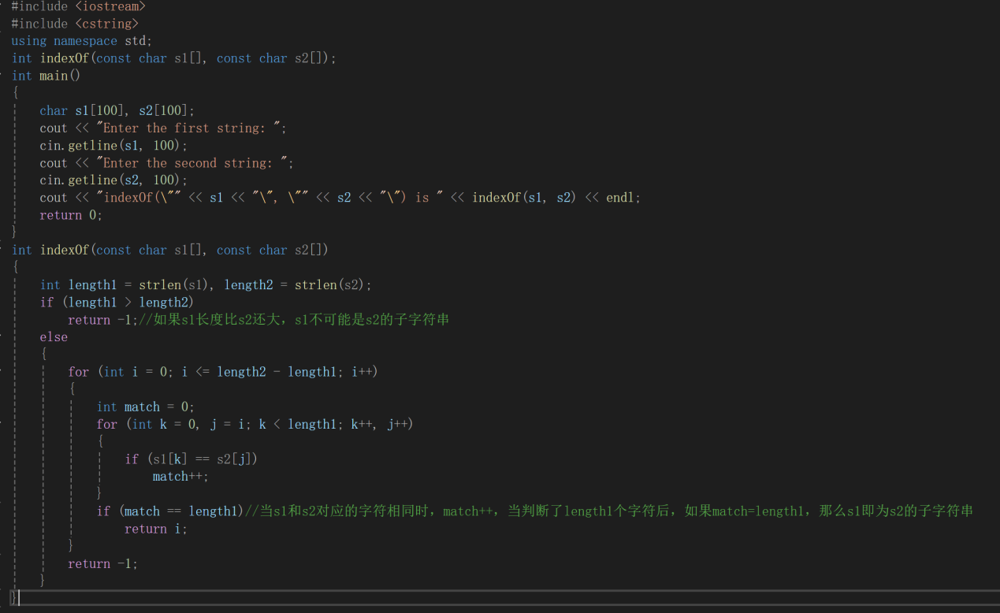 #include <iostream>
#include <cstring>
using namespace std;
int indexOf(const char s1[], const char s2[]);
int main()
{
    char s1[100], s2[100];
    cout << "Enter the first string: ";
    cin.getline(s1, 100);
    cout << "Enter the second string: ";
    cin.getline(s2, 100);
    cout << "indexOf(\"" << s1 << "\", \"" << s2 << "\") is " << indexOf(s1, s2) << endl;
    return 0;
}
int indexOf(const char s1[], const char s2[])
{
    int length1 = strlen(s1), length2 = strlen(s2);
    if (length1 > length2)
        return -1;//如果s1长度比s2还大，s1不可能是s2的子字符串
    else
    {
        for (int i = 0; i <= length2 - length1; i++)
        {
            int match = 0;
            for (int k = 0, j = i; k < length1; k++, j++)
            {
                if (s1[k] == s2[j])
                    match++;
            }
            if (match == length1)//当s1和s2对应的字符相同时，match++，当判断了length1个字符后，如果match=length1，那么s1即为s2的子字符串
                return i;
        }
        return -1;
    }
}